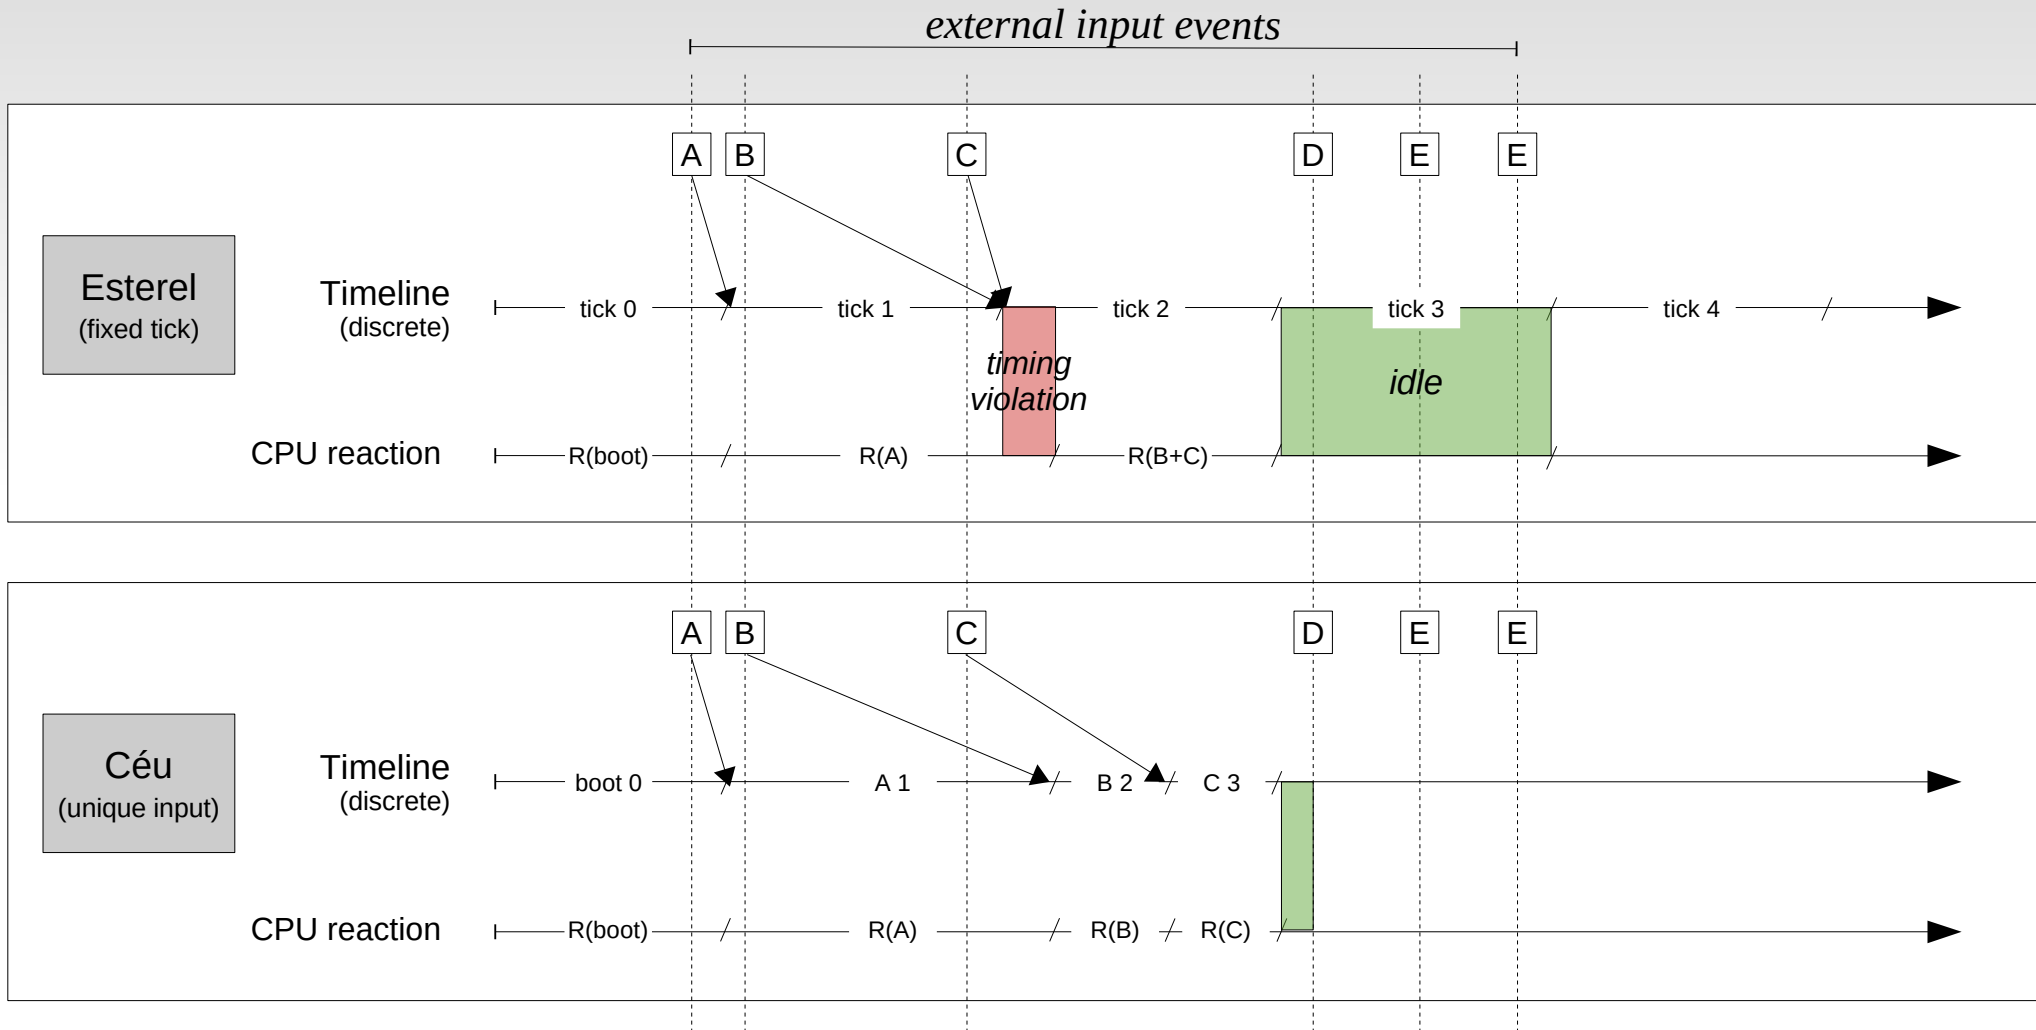 external input events
A B C D E E
Esterel
(fixed tick)
Timeline
(discrete)
tick 0 tick 1 tick 2 tick 3 tick 4
timing
violation
idle
CPU reaction
R(boot) R(A) R(B+C)
A B C D E E
Céu
(unique input)
Timeline
(discrete)
boot 0 A 1 B 2 C 3
CPU reaction
R(boot) R(A) R(B) R(C)